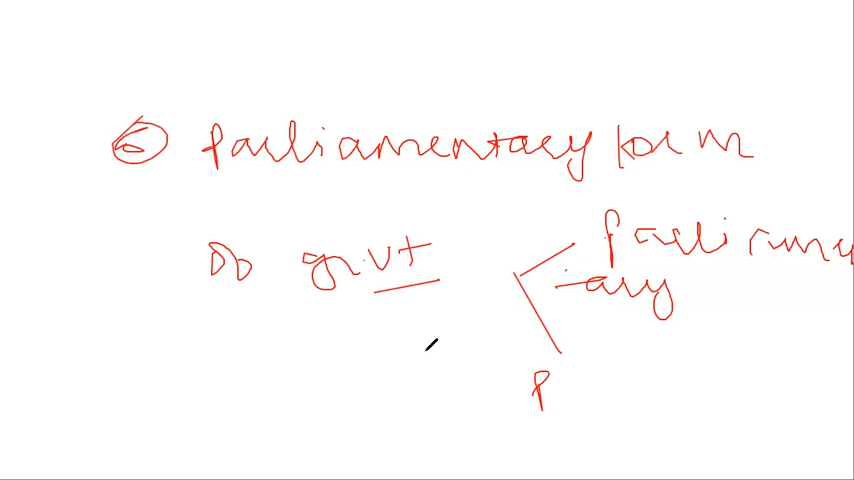 6 Parliamentary form
Of govt
Parliament
-ary
P